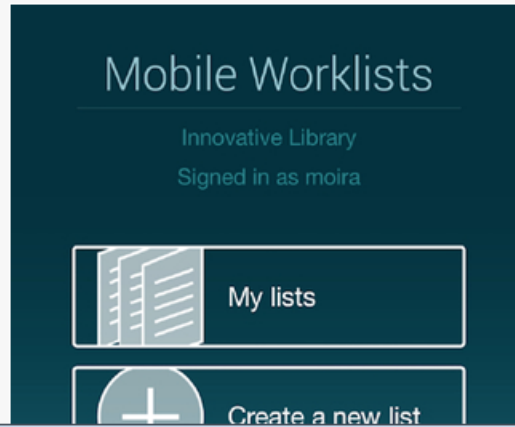 Mobile Worklists
Innovative Library
Signed in as moira
My lists
Create a new list